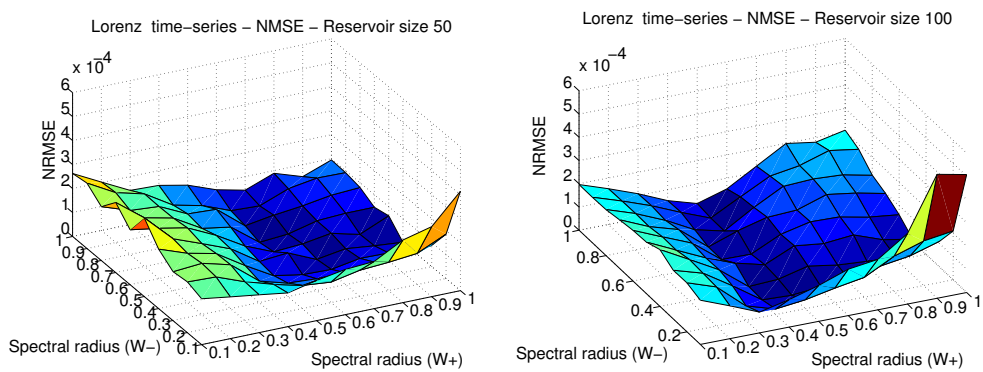 Lorenz time−series − NMSE − Reservoir size 50
x 10^−4
6
5
4
3
2
1
0
NRMSE
1
0.9
0.8
0.7
0.6
0.5
0.4
0.3
0.2
0.1
Spectral radius (W−)
0.1 0.2 0.3 0.4 0.5 0.6 0.7 0.8 0.9 1
Spectral radius (W+)
Lorenz time−series − NMSE − Reservoir size 100
x 10^−4
6
5
4
3
2
1
0
NRMSE
1
0.8
0.6
0.4
0.2
Spectral radius (W−)
0.1 0.2 0.3 0.4 0.5 0.6 0.7 0.8 0.9 1
Spectral radius (W+)